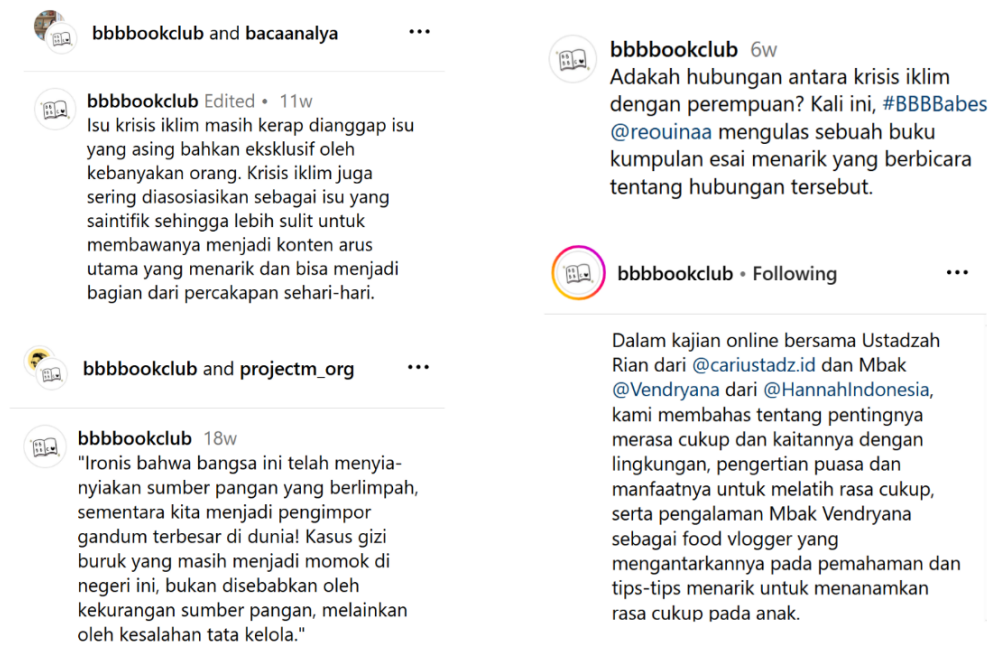 bbbbookclub and bacaanalya
bbbbookclub Edited • 11w
Isu krisis iklim masih kerap dianggap isu
yang asing bahkan eksklusif oleh
kebanyakan orang. Krisis iklim juga
sering diasosiasikan sebagai isu yang
saintifik sehingga lebih sulit untuk
membawanya menjadi konten arus
utama yang menarik dan bisa menjadi
bagian dari percakapan sehari-hari.
bbbbookclub and projectm_org
bbbbookclub 18w
"Ironis bahwa bangsa ini telah menyia-
nyiakan sumber pangan yang berlimpah,
sementara kita menjadi pengimpor
gandum terbesar di dunia! Kasus gizi
buruk yang masih menjadi momok di
negeri ini, bukan disebabkan oleh
kekurangan sumber pangan, melainkan
oleh kesalahan tata kelola."
bbbbookclub 6w
Adakah hubungan antara krisis iklim
dengan perempuan? Kali ini, #BBBBabes
@reouinaa mengulas sebuah buku
kumpulan esai menarik yang berbicara
tentang hubungan tersebut.
bbbbookclub • Following
Dalam kajian online bersama Ustadzah
Rian dari @cariustadz.id dan Mbak
@Vendryana dari @HannahIndonesia,
kami membahas tentang pentingnya
merasa cukup dan kaitannya dengan
lingkungan, pengertian puasa dan
manfaatnya untuk melatih rasa cukup,
serta pengalaman Mbak Vendryana
sebagai food vlogger yang
mengantarkannya pada pemahaman dan
tips-tips menarik untuk menanamkan
rasa cukup pada anak.